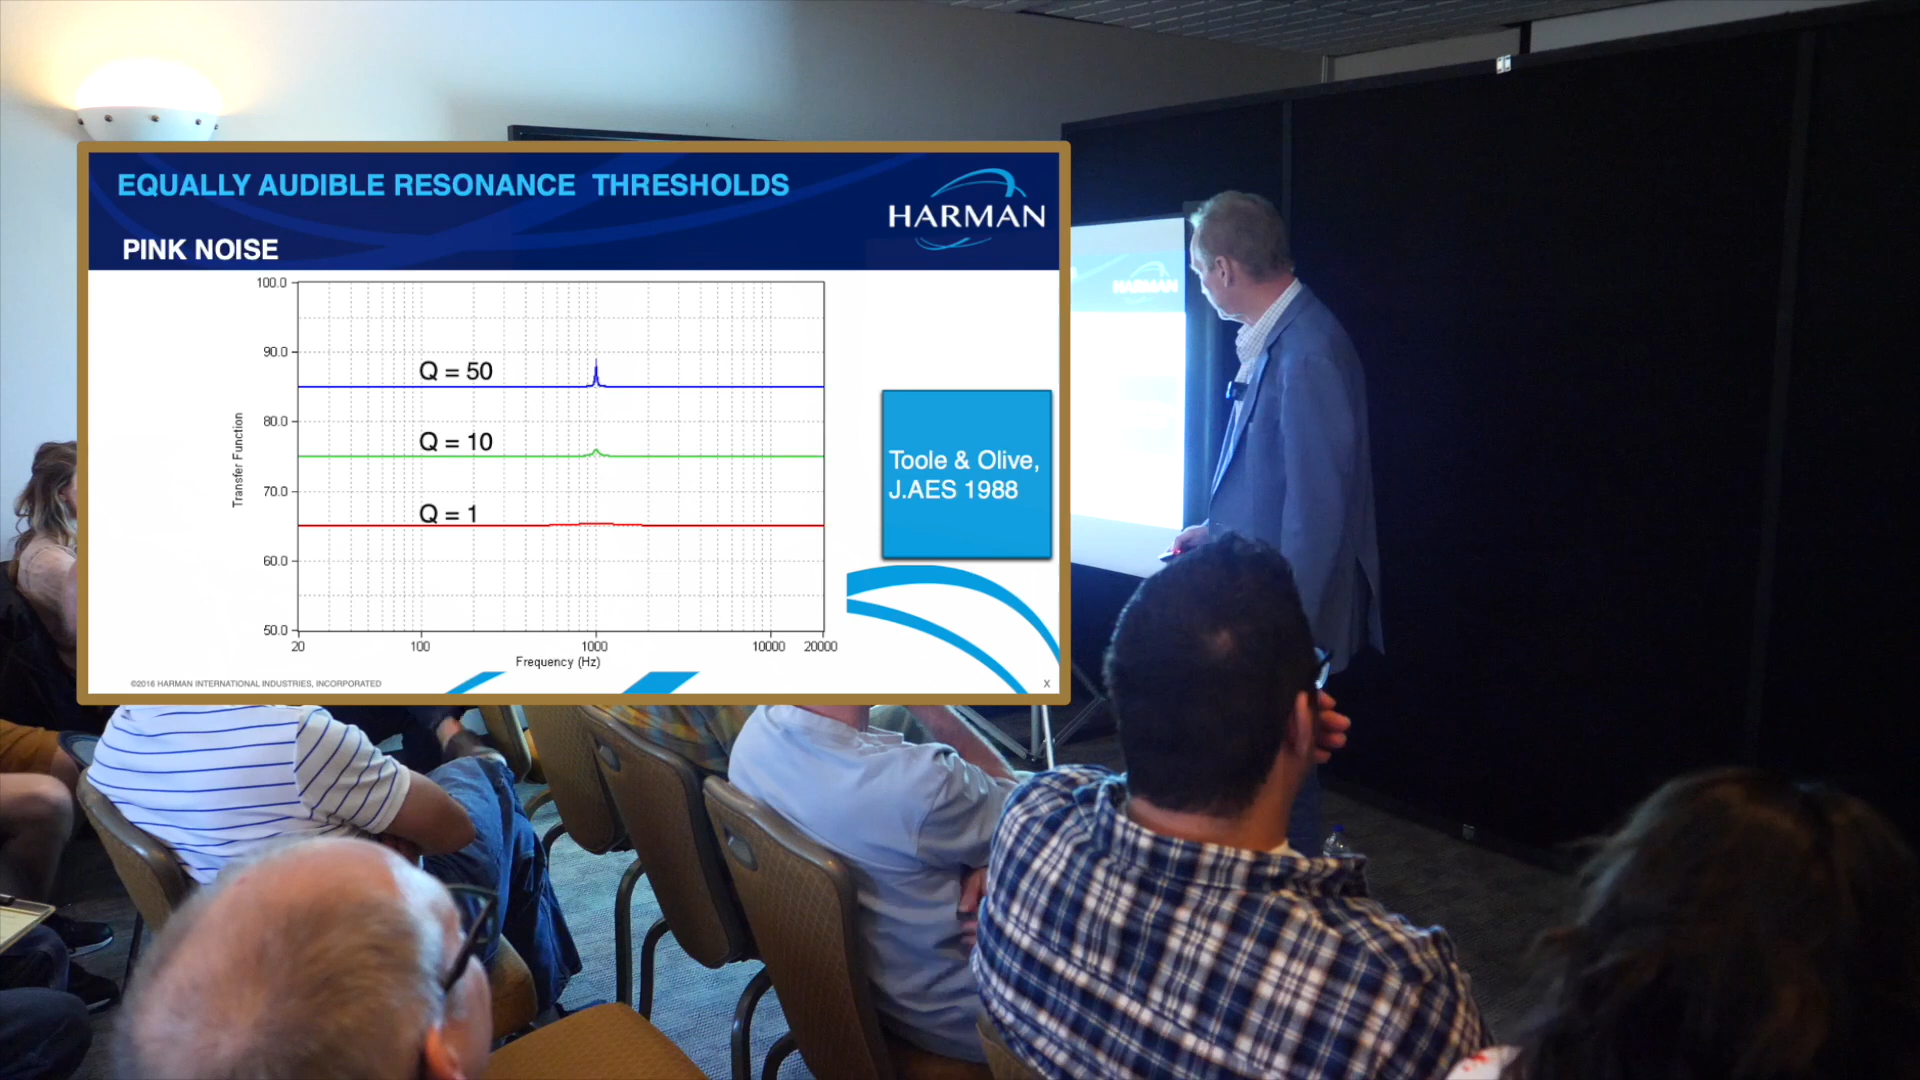 EQUALLY AUDIBLE RESONANCE THRESHOLDS
HARMAN
PINK NOISE
100.0
90.0
80.0
70.0
60.0
50.0
Transfer Function
Q = 50
Q = 10
Q = 1
20
100
1000
10000
20000
Frequency (Hz)
Toole & Olive,
J.AES 1988
©2016 HARMAN INTERNATIONAL INDUSTRIES, INCORPORATED
X
HARMAN